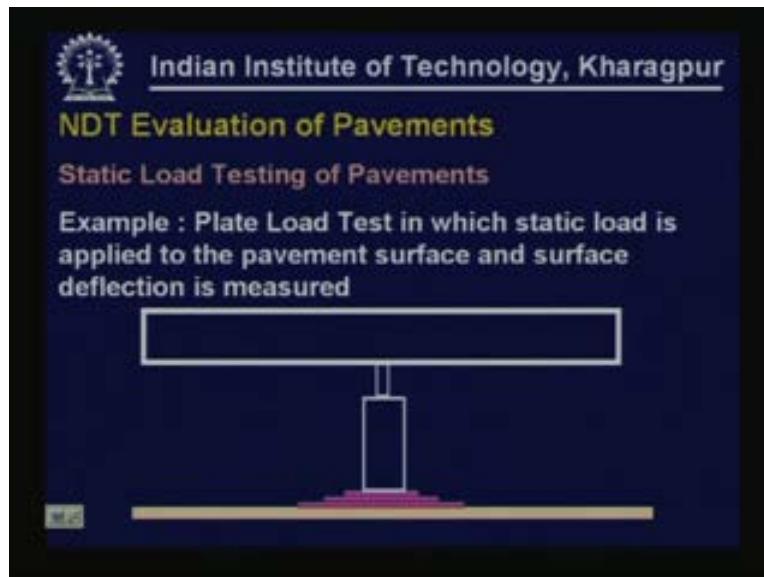 Indian Institute of Technology, Kharagpur
NDT Evaluation of Pavements
Static Load Testing of Pavements
Example : Plate Load Test in which static load is
applied to the pavement surface and surface
deflection is measured